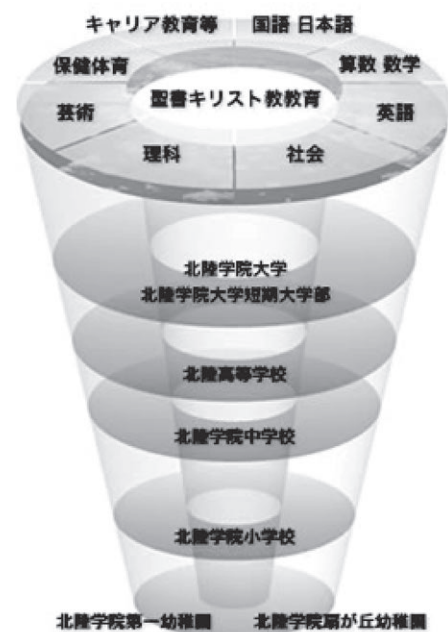 キャリア教育等 国語 日本語
保健体育 算数 数学
聖書キリスト教教育
芸術 英語
理科 社会
北陸学院大学
北陸学院大学短期大学部
北陸高等学校
北陸学院中学校
北陸学院小学校
北陸学院第一幼稚園 北陸学院扇が丘幼稚園